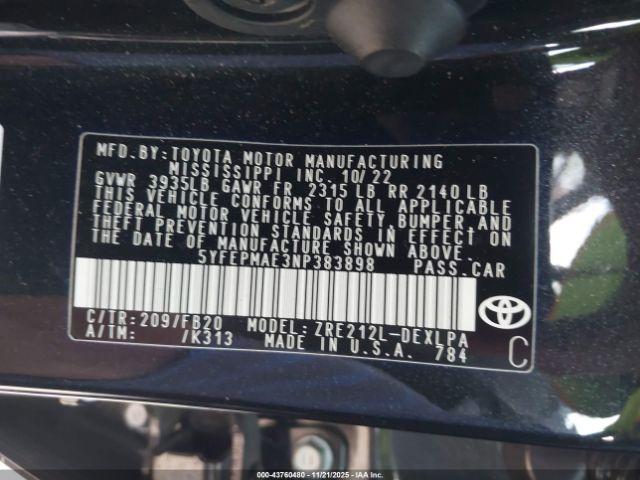 MFD. BY: TOYOTA MOTOR MANUFACTURING
MISSISSIPPI INC. 10/22
GVWR 3935LB GAWR FR 2315 LB RR 2140 LB
THIS VEHICLE CONFORMS TO ALL APPLICABLE
FEDERAL MOTOR VEHICLE SAFETY, BUMPER, AND
THEFT PREVENTION STANDARDS IN EFFECT ON
THE DATE OF MANUFACTURE SHOWN ABOVE.
5YFEPMAE3NP383898 PASS.CAR
C/TR:209/FB20 MODEL: ZRE212L-DEXLPA
A/TM: /K313 MADE IN U.S.A. 784
C
000-43760480 - 11/21/2025 - IAAI.CA